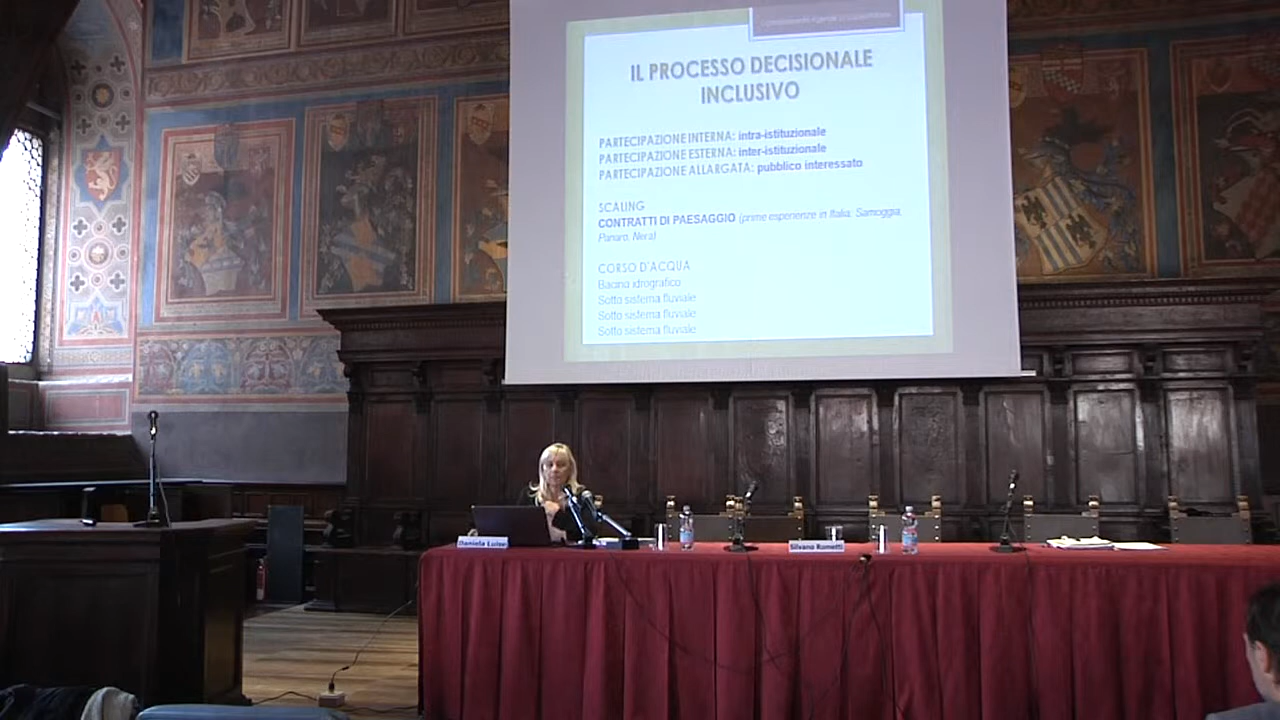 IL PROCESSO DECISIONALE
INCLUSIVO
PARTECIPAZIONE INTERNA: intra-istituzionale
PARTECIPAZIONE ESTERNA: inter-istituzionale
PARTECIPAZIONE ALLARGATA: pubblico interessato
SCALING
CONTRATTI DI PAESAGGIO (prime esperienze in Italia, Samoggia,
Panaro, Nera)
CORSO D'ACQUA
Bacino idrografico
Sotto sistema fluviale
Sotto sistema fluviale
Sotto sistema fluviale
Daniela Luise
Silvano Rometti